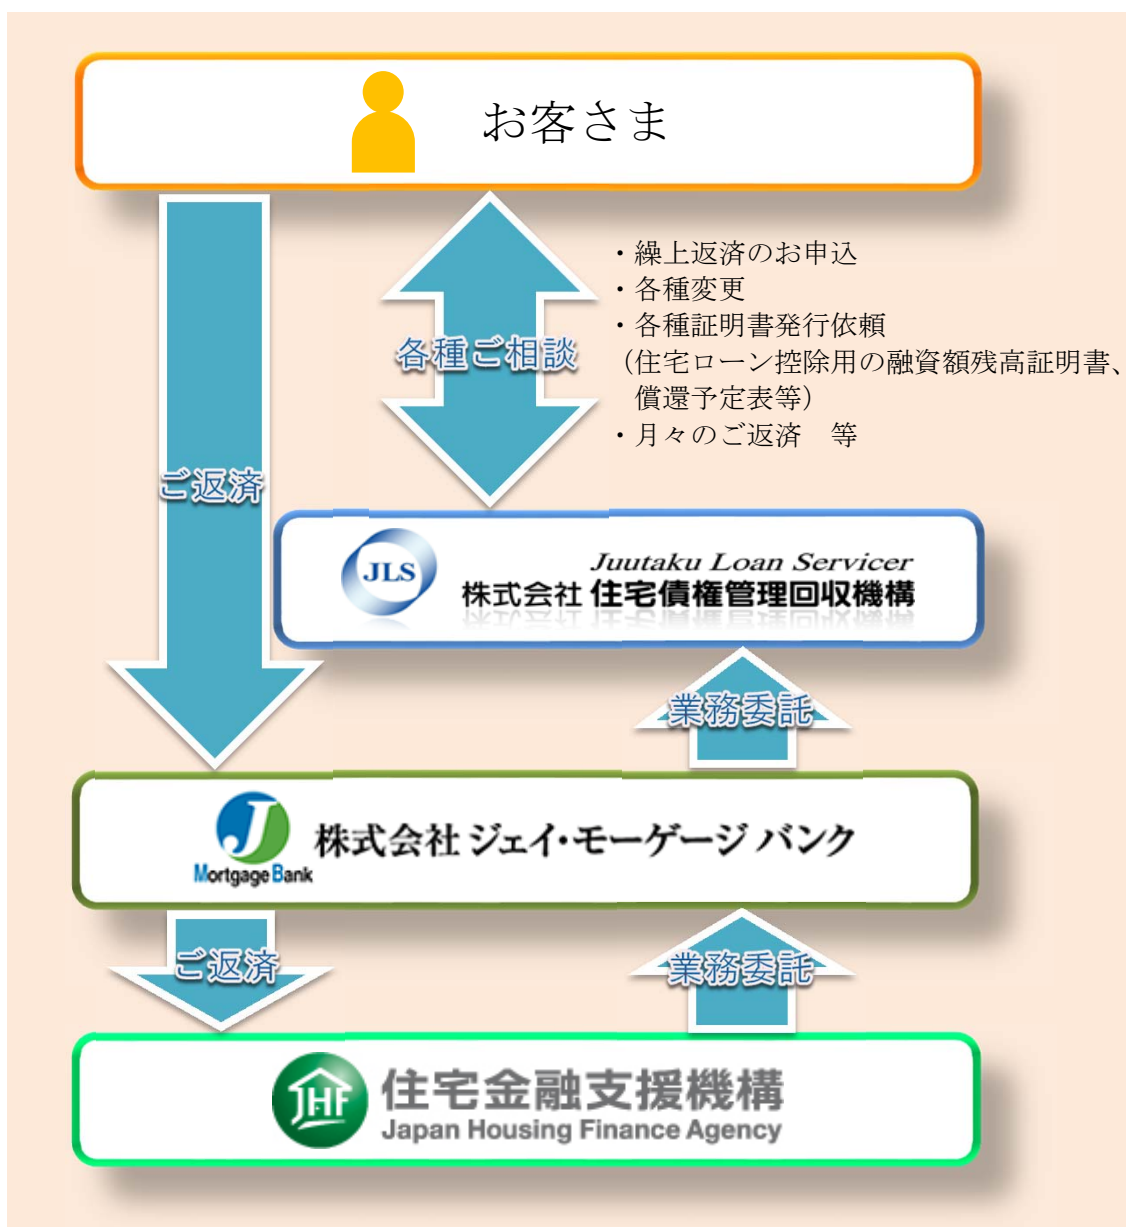 お客さま
・繰上返済のお申込
・各種変更
・各種証明書発行依頼
（住宅ローン控除用の融資額残高証明書、
償還予定表等）
・月々のご返済　等
各種ご相談
ご返済
JLS
Juutaku Loan Servicer
株式会社 住宅債権管理回収機構
業務委託
J
Mortgage Bank
株式会社 ジェイ・モーゲージ バンク
ご返済
業務委託
JHF
住宅金融支援機構
Japan Housing Finance Agency